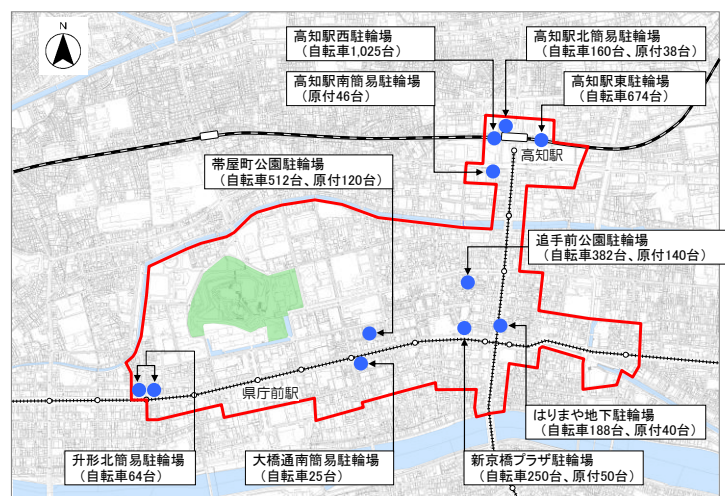 N
高知駅西駐輪場
(自転車1,025台)
高知駅北簡易駐輪場
(自転車160台、原付38台)
高知駅南簡易駐輪場
(原付46台)
高知駅東駐輪場
(自転車674台)
高知駅
帯屋町公園駐輪場
(自転車512台、原付120台)
追手前公園駐輪場
(自転車382台、原付140台)
県庁前駅
はりまや地下駐輪場
(自転車188台、原付40台)
升形北簡易駐輪場
(自転車64台)
大橋通南簡易駐輪場
(自転車25台)
新京橋プラザ駐輪場
(自転車250台、原付50台)